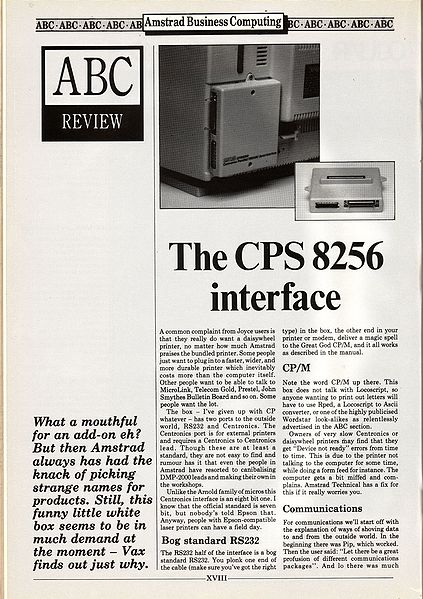 ABC · ABC · ABC · ABC · AB
Amstrad Business Computing
BC · ABC · ABC · ABC · ABC
ABC
REVIEW
The CPS 8256
interface
What a mouthful
for an add-on eh?
But then Amstrad
always has had the
knack of picking
strange names for
products. Still, this
funny little white
box seems to be in
much demand at
the moment – Vax
finds out just why.
A common complaint from Joyce users is
that they really do want a daisywheel
printer, no matter how much Amstrad
praises the bundled printer. Some people
just want to plug in to a faster, wider, and
more durable printer which inevitably
costs more than the computer itself.
Other people want to be able to talk to
MicroLink, Telecom Gold, Prestel, John
Smythes Bulletin Board and so on. Some
people want the lot.
The box – I've given up with CP
whatever – has two ports to the outside
world, RS232 and Centronics. The
Centronics port is for external printers
and requires a Centronics to Centronics
lead. Though these are at least a
standard, they are not easy to find and
rumour has it that even the people in
Amstrad have resorted to canibalising
DMP-2000 leads and making their own in
the workshops.
Unlike the Arnold family of micros this
Centronics interface is an eight bit one. I
know that the official standard is seven
bit, but nobody's told Epson that.
Anyway, people with Epson-compatible
laser printers can have a field day.
Bog standard RS232
The RS232 half of the interface is a bog
standard RS232. You plonk one end of
the cable (make sure you've got the right
type) in the box, the other end in your
printer or modem, deliver a magic spell
to the Great God CP/M, and it all works
as described in the manual.
CP/M
Note the word CP/M up there. This
box does not talk with Locoscript, so
anyone wanting to print out letters will
have to use Rped, a Locoscript to Ascii
converter, or one of the highly publicised
Wordstar look-alikes as relentlessly
advertised in the ABC section.
Owners of very slow Centronics or
daisywheel printers may find that they
get "Device not ready" errors from time
to time. This is due to the printer not
talking to the computer for some time,
while doing a form feed for instance. The
computer gets a bit miffed and com-
plains. Amstrad Technical has a fix for
this if it really worries you.
Communications
For communications we'll start off with
the explanation of ways of shoving data
to and from the outside world. In the
beginning there was Pip, which worked.
Then the user said: "Let there be a great
profusion of different communications
packages". And lo there was much
XVIII